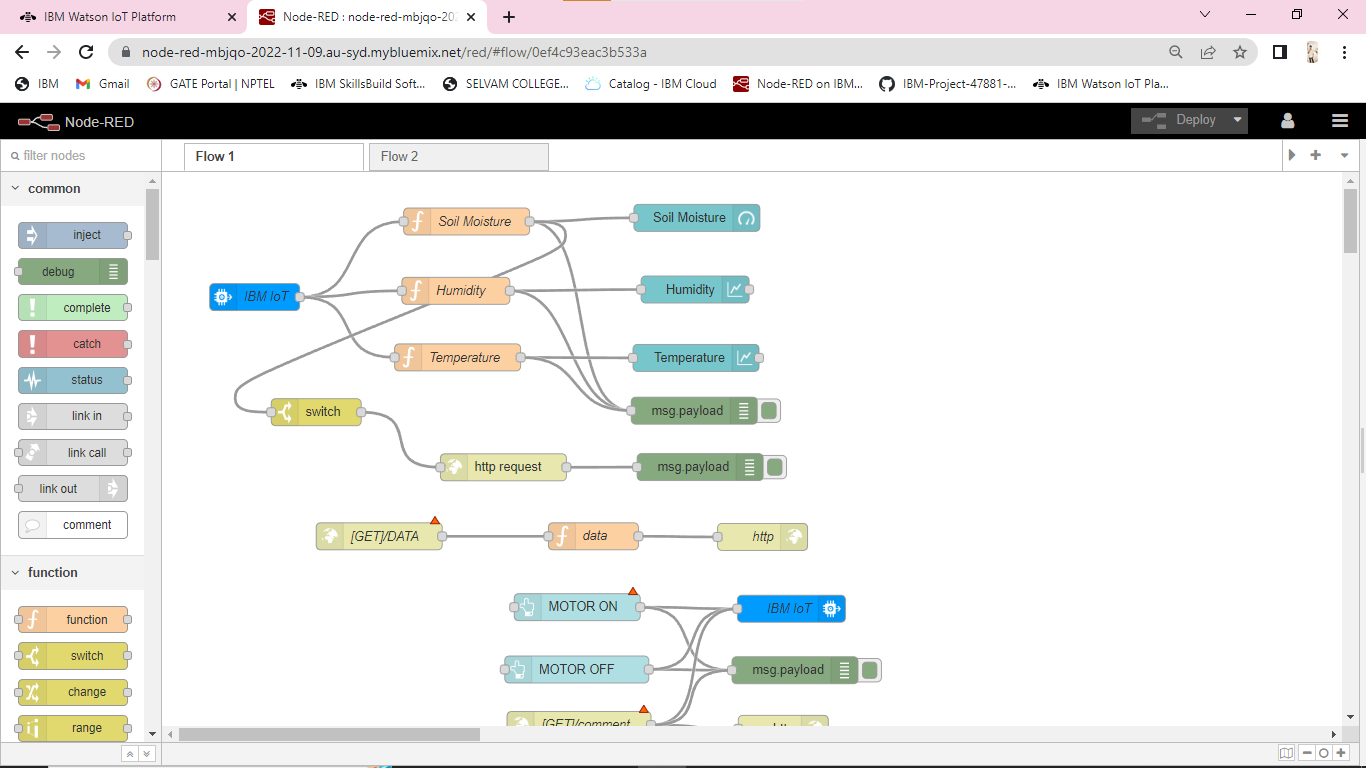 IBM Watson IoT Platform
Node-RED : node-red-mbjqo-202
node-red-mbjqo-2022-11-09.au-syd.mybluemix.net/red/#flow/0ef4c93eac3b533a
IBM
Gmail
GATE Portal | NPTEL
IBM SkillsBuild Soft...
SELVAM COLLEGE...
Catalog - IBM Cloud
Node-RED on IBM...
IBM-Project-47881-...
IBM Watson IoT Pla...
Node-RED
Deploy
filter nodes
Flow 1
Flow 2
common
inject
debug
complete
catch
status
link in
link call
link out
comment
function
function
switch
change
range
Soil Moisture
Soil Moisture
IBM IoT
Humidity
Humidity
Temperature
Temperature
switch
msg.payload
http request
msg.payload
[GET]/DATA
data
http
MOTOR ON
IBM IoT
MOTOR OFF
msg.payload
[GET]/comment
http